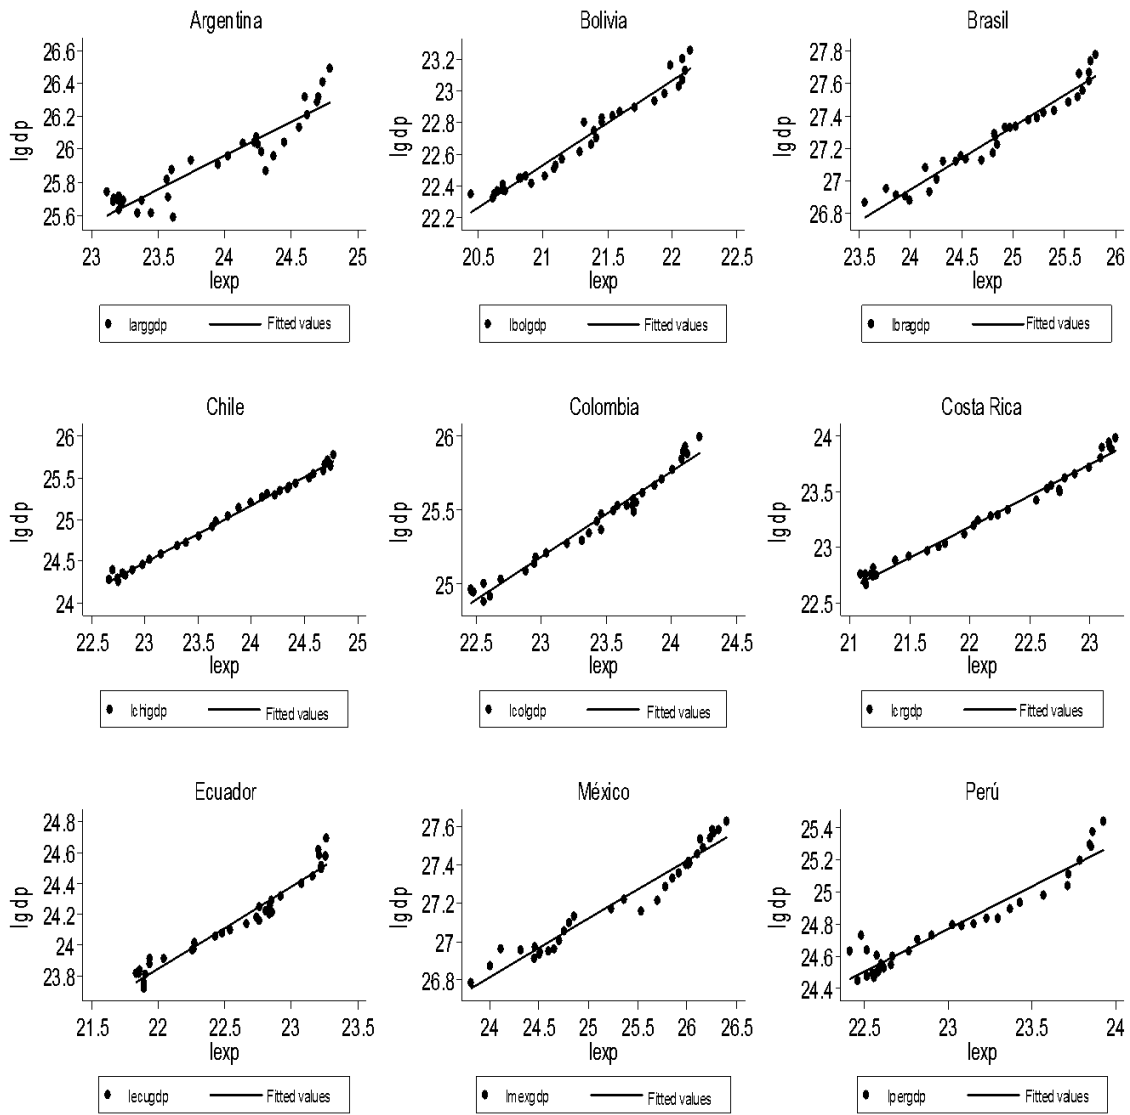 Argentina
Bolivia
Brasil
lgdp
26.6
26.4
26.2
26
25.8
25.6
23
23.5
24
24.5
25
lexp
larggdp
Fitted values
lgdp
23.2
23
22.8
22.6
22.4
22.2
20.5
21
21.5
22
22.5
lexp
lbolgdp
Fitted values
lgdp
27.8
27.6
27.4
27.2
27
26.8
23.5
24
24.5
25
25.5
26
lexp
lbragdp
Fitted values
Chile
Colombia
Costa Rica
lgdp
26
25.5
25
24.5
24
22.5
23
23.5
24
24.5
25
lexp
lchigdp
Fitted values
lgdp
26
25.5
25
22.5
23
23.5
24
24.5
lexp
lcolgdp
Fitted values
lgdp
24
23.5
23
22.5
21
21.5
22
22.5
23
lexp
lcrgdp
Fitted values
Ecuador
México
Perú
lgdp
24.8
24.6
24.4
24.2
24
23.8
21.5
22
22.5
23
23.5
lexp
lecugdp
Fitted values
lgdp
27.6
27.4
27.2
27
26.8
24
24.5
25
25.5
26
26.5
lexp
lmexgdp
Fitted values
lgdp
25.4
25.2
25
24.8
24.6
24.4
22.5
23
23.5
24
lexp
lpergdp
Fitted values